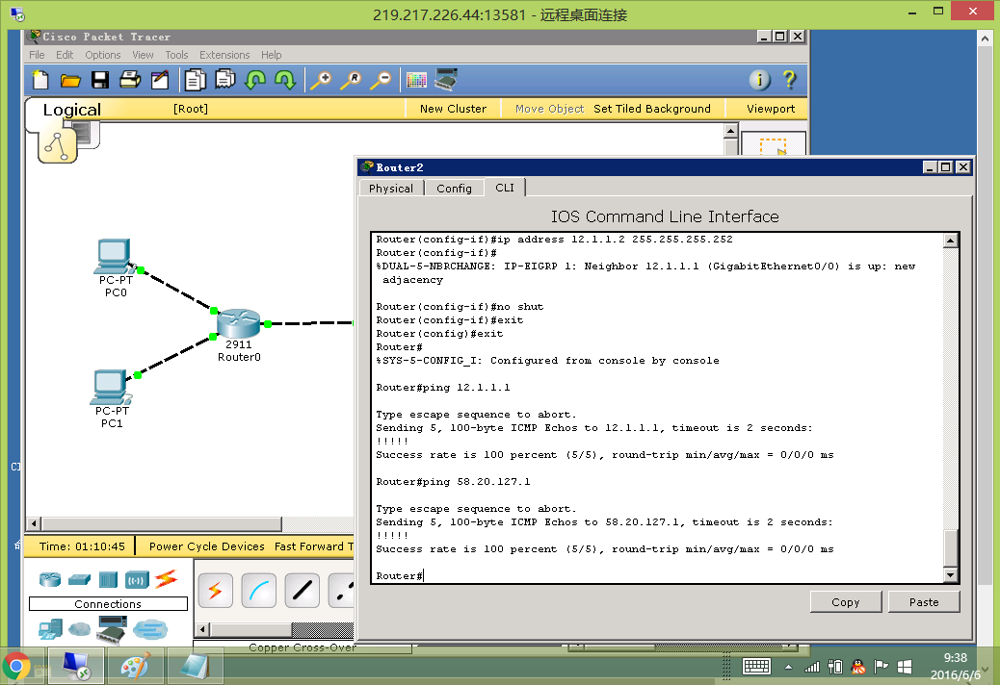 219.217.226.44:13581 - 远程桌面连接
Cisco Packet Tracer
File Edit Options View Tools Extensions Help
Logical [Root] New Cluster Move Object Set Tiled Background Viewport
Router2
Physical Config CLI
IOS Command Line Interface
Router(config-if)#ip address 12.1.1.2 255.255.255.252
Router(config-if)#
%DUAL-5-NBRCHANGE: IP-EIGRP 1: Neighbor 12.1.1.1 (GigabitEthernet0/0) is up: new
adjacency
Router(config-if)#no shut
Router(config-if)#exit
Router(config)#exit
Router#
%SYS-5-CONFIG_I: Configured from console by console
Router#ping 12.1.1.1
Type escape sequence to abort.
Sending 5, 100-byte ICMP Echos to 12.1.1.1, timeout is 2 seconds:
!!!!!
Success rate is 100 percent (5/5), round-trip min/avg/max = 0/0/0 ms
Router#ping 58.20.127.1
Type escape sequence to abort.
Sending 5, 100-byte ICMP Echos to 58.20.127.1, timeout is 2 seconds:
!!!!!
Success rate is 100 percent (5/5), round-trip min/avg/max = 0/0/0 ms
Router#
Copy Paste
PC-PT
PC0
2911
Router0
PC-PT
PC1
Time: 01:10:45 Power Cycle Devices Fast Forward T
Connections
Copper Cross-Over
9:38
2016/6/6